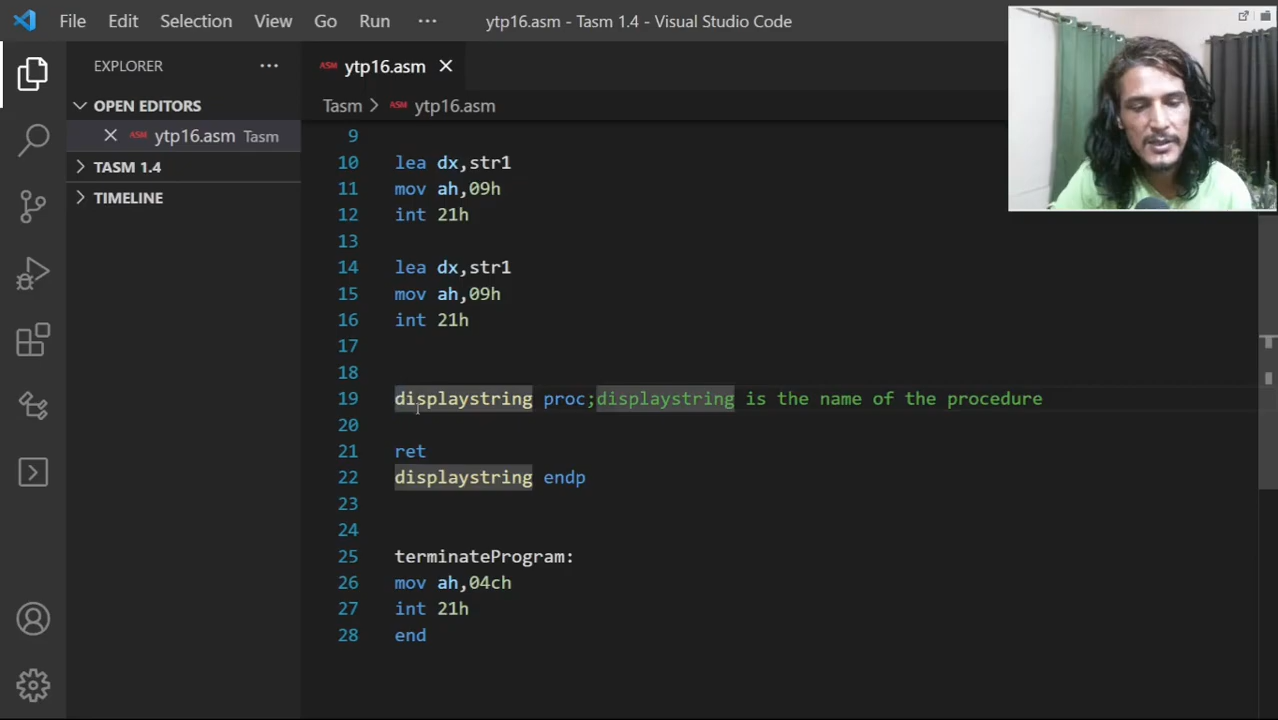 File Edit Selection View Go Run ··· ytp16.asm - Tasm 1.4 - Visual Studio Code
EXPLORER ···
OPEN EDITORS
ytp16.asm Tasm
TASM 1.4
TIMELINE
ASM ytp16.asm
Tasm > ASM ytp16.asm
9
10 lea dx,str1
11 mov ah,09h
12 int 21h
13
14 lea dx,str1
15 mov ah,09h
16 int 21h
17
18
19 displaystring proc;displaystring is the name of the procedure
20
21 ret
22 displaystring endp
23
24
25 terminateProgram:
26 mov ah,04ch
27 int 21h
28 end